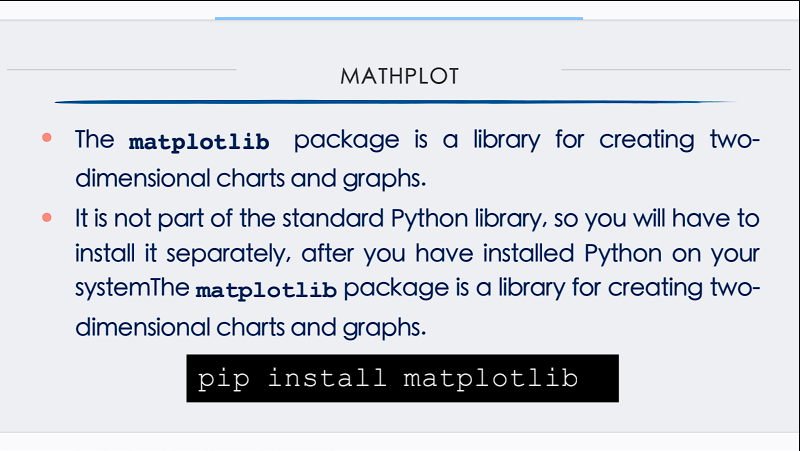 MATHPLOT
The matplotlib package is a library for creating two-
dimensional charts and graphs.
It is not part of the standard Python library, so you will have to
install it separately, after you have installed Python on your
systemThe matplotlib package is a library for creating two-
dimensional charts and graphs.
pip install matplotlib